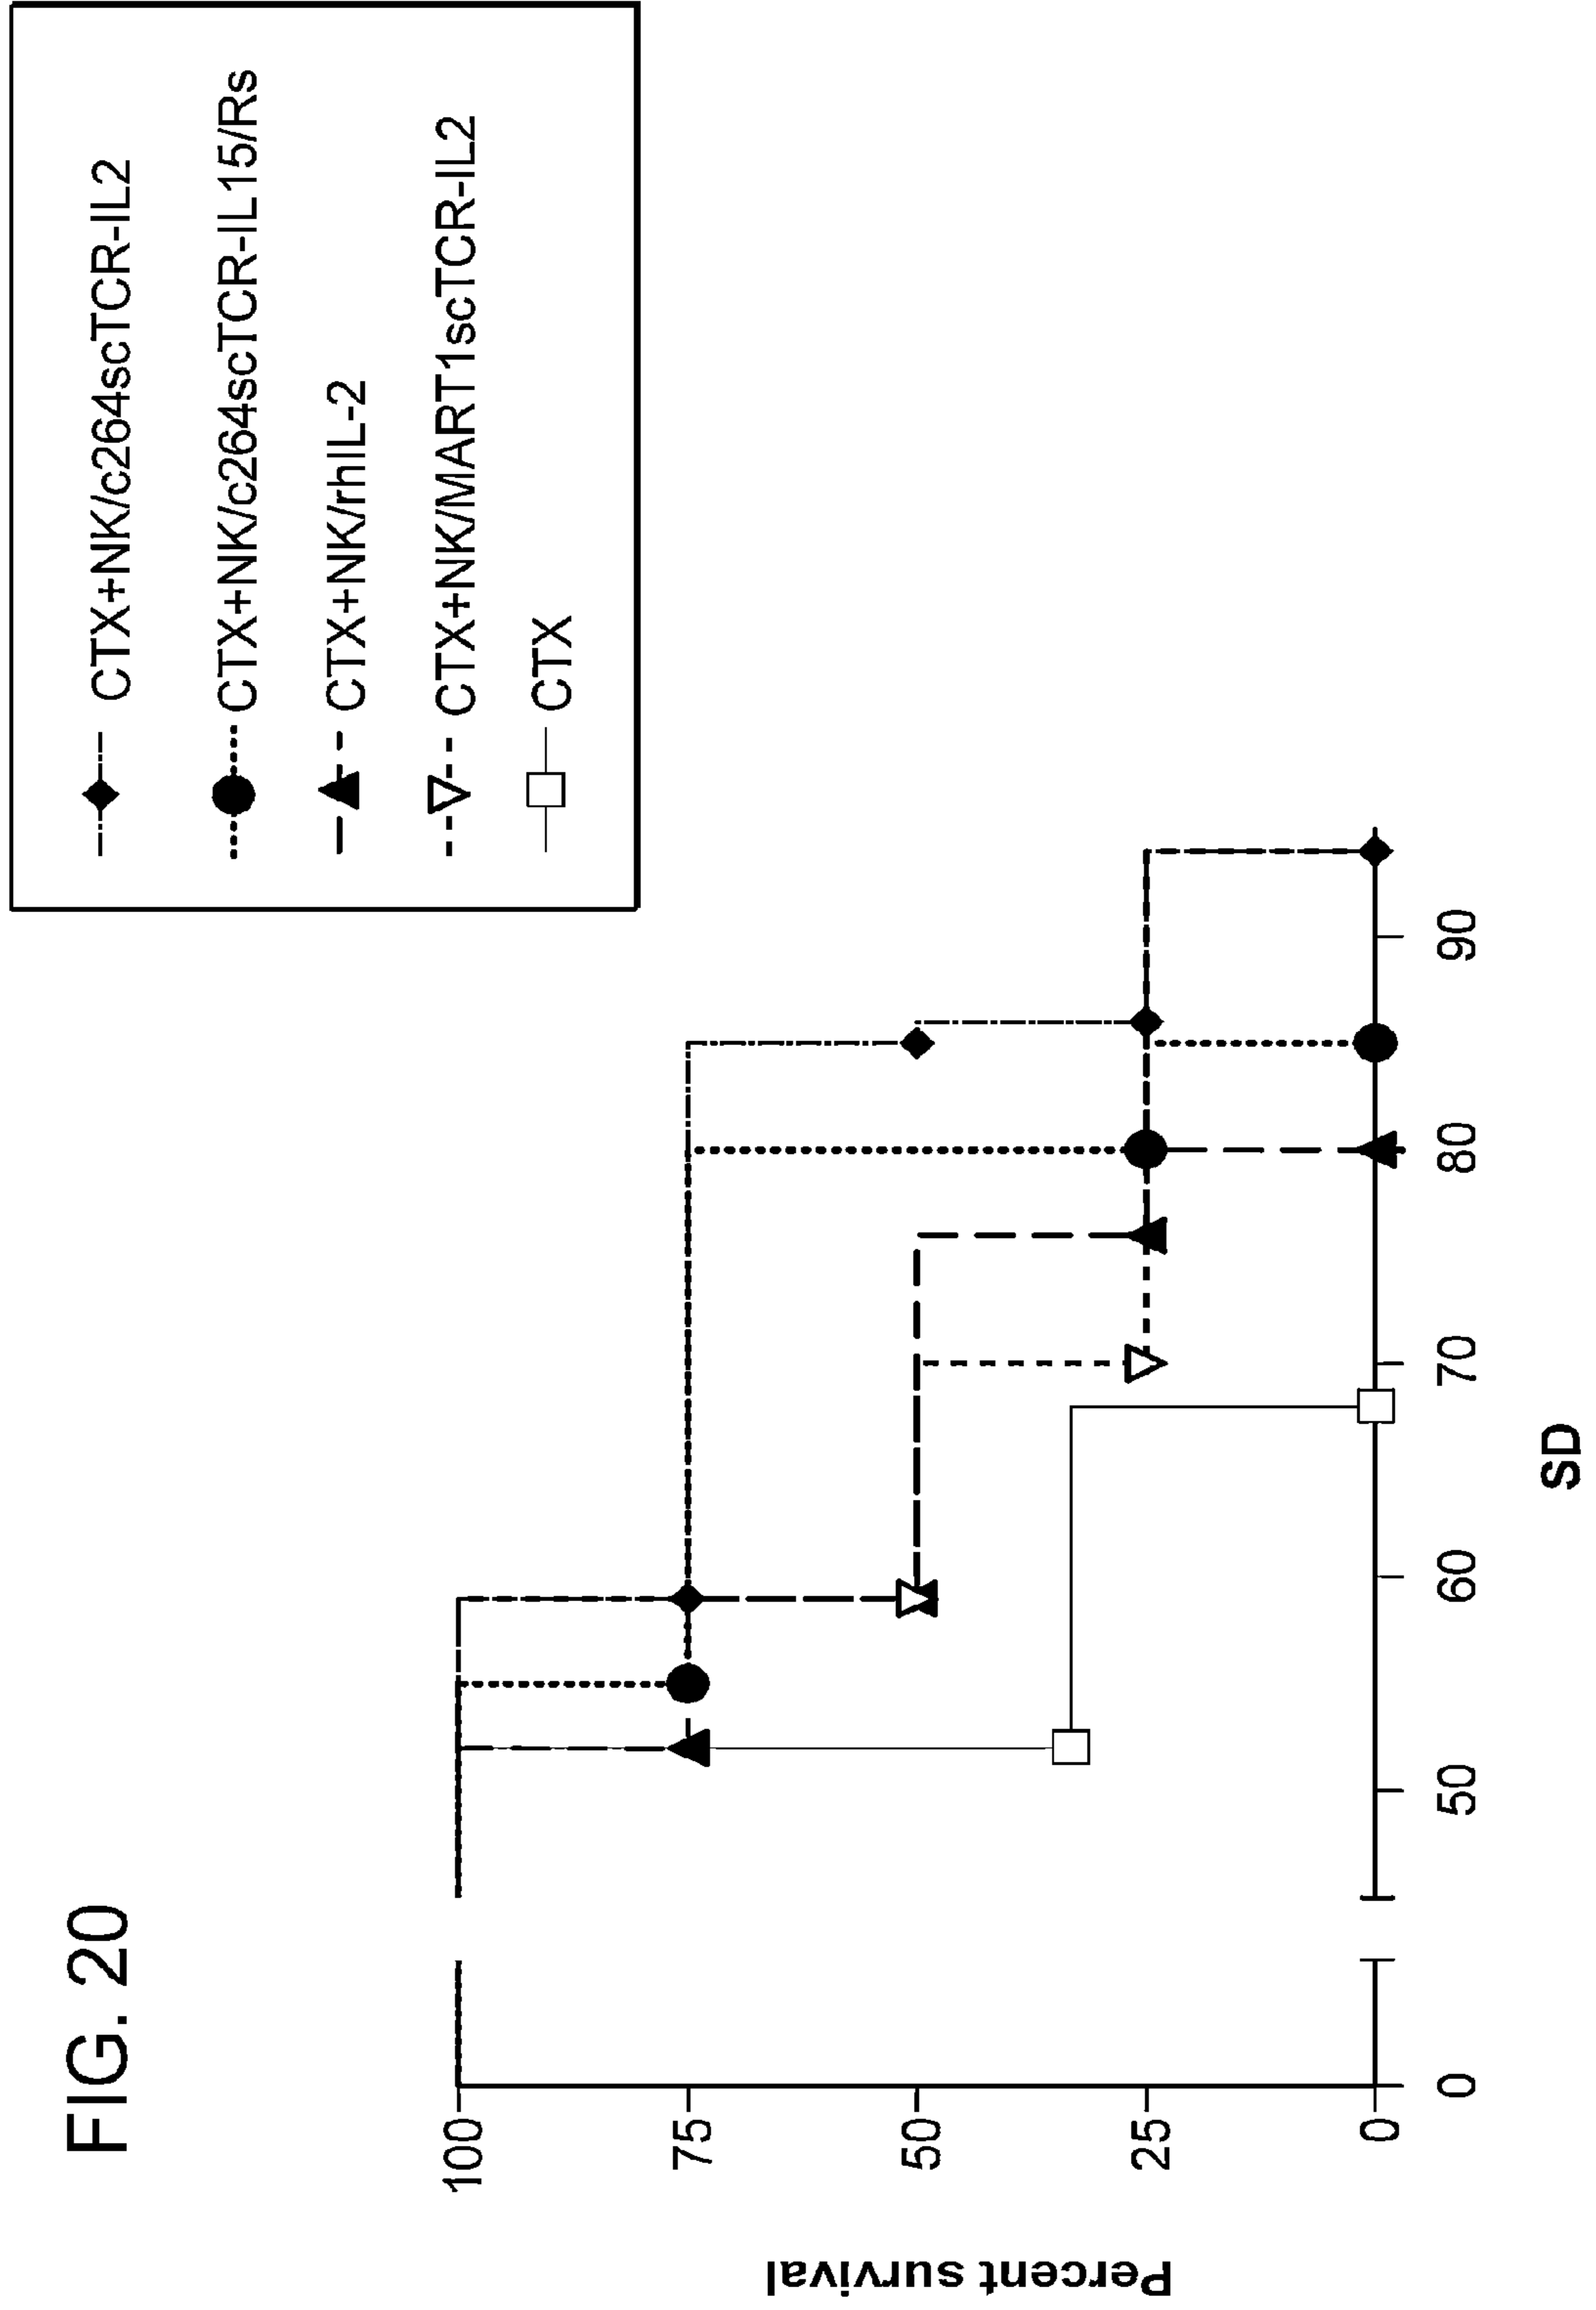 FIG. 20
CTX+NK/c264scTCR-IL2
CTX+NK/c264scTCR-IL15/Rs
CTX+NK/rhIL-2
CTX+NK/MART1scTCR-IL2
CTX
Percent survival
100
75
50
25
0
0
50
60
70
80
90
SD